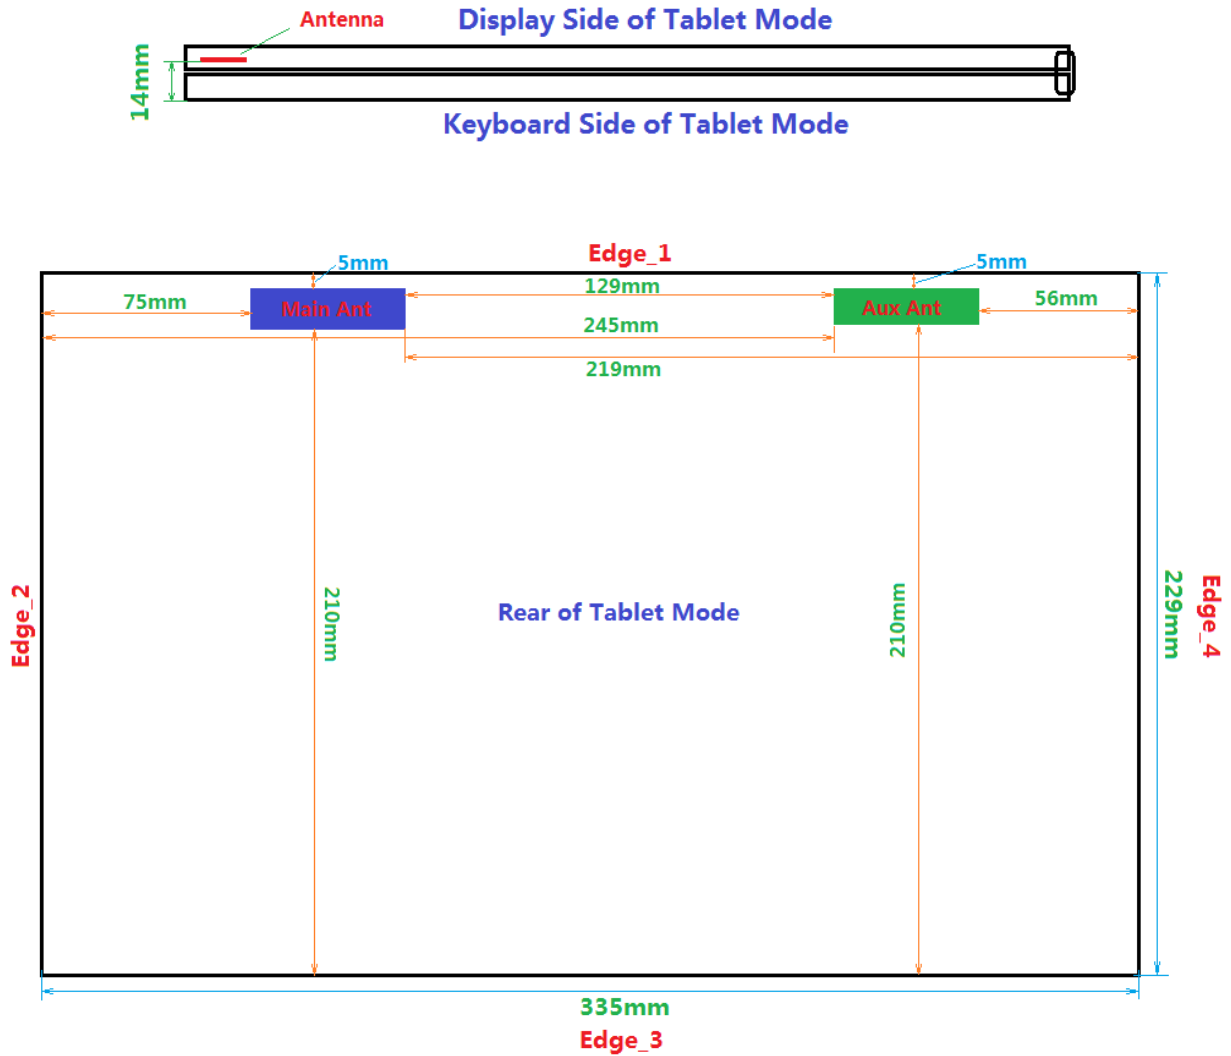 Antenna
Display Side of Tablet Mode
14mm
Keyboard Side of Tablet Mode
Edge_1
5mm
5mm
75mm
Main Ant
129mm
Aux Ant
56mm
245mm
219mm
Edge_2
210mm
Rear of Tablet Mode
210mm
229mm
Edge_4
335mm
Edge_3